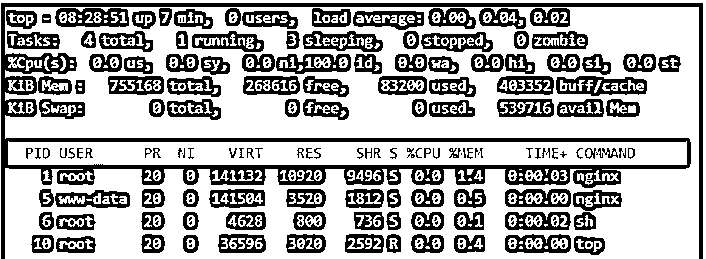 top - 08:28:51 up 7 min,  0 users,  load average: 0.00, 0.04, 0.02
Tasks:   4 total,   1 running,   3 sleeping,   0 stopped,   0 zombie
%Cpu(s):  0.0 us,  0.0 sy,  0.0 ni,100.0 id,  0.0 wa,  0.0 hi,  0.0 si,  0.0 st
KiB Mem :   755168 total,   268616 free,    83200 used,   403352 buff/cache
KiB Swap:        0 total,        0 free,        0 used.   539716 avail Mem
PID USER      PR  NI    VIRT    RES    SHR S %CPU %MEM     TIME+ COMMAND
1 root      20   0  141132  10920   9496 S  0.0  1.4   0:00.03 nginx
5 www-data  20   0  141504   3520   1812 S  0.0  0.5   0:00.00 nginx
6 root      20   0    4628    800    736 S  0.0  0.1   0:00.02 sh
10 root      20   0   36596   3020   2592 R  0.0  0.4   0:00.00 top